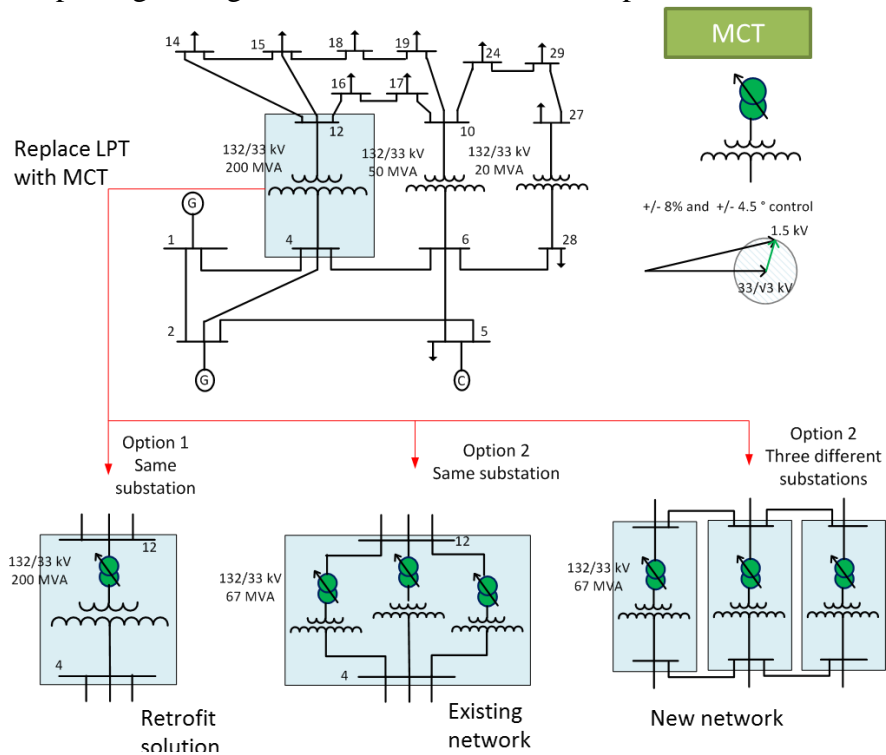 MCT
14
15
18
19
24
29
16
17
27
12
10
Replace LPT
with MCT
132/33 kV
200 MVA
132/33 kV
50 MVA
132/33 kV
20 MVA
+/- 8% and +/- 4.5 ° control
1.5 kV
33/√3 kV
G
1
4
6
28
2
5
G
C
Option 1
Same
substation
Option 2
Same substation
Option 2
Three different
substations
12
132/33 kV
200 MVA
4
Retrofit
solution
12
132/33 kV
67 MVA
4
Existing
network
132/33 kV
67 MVA
New network